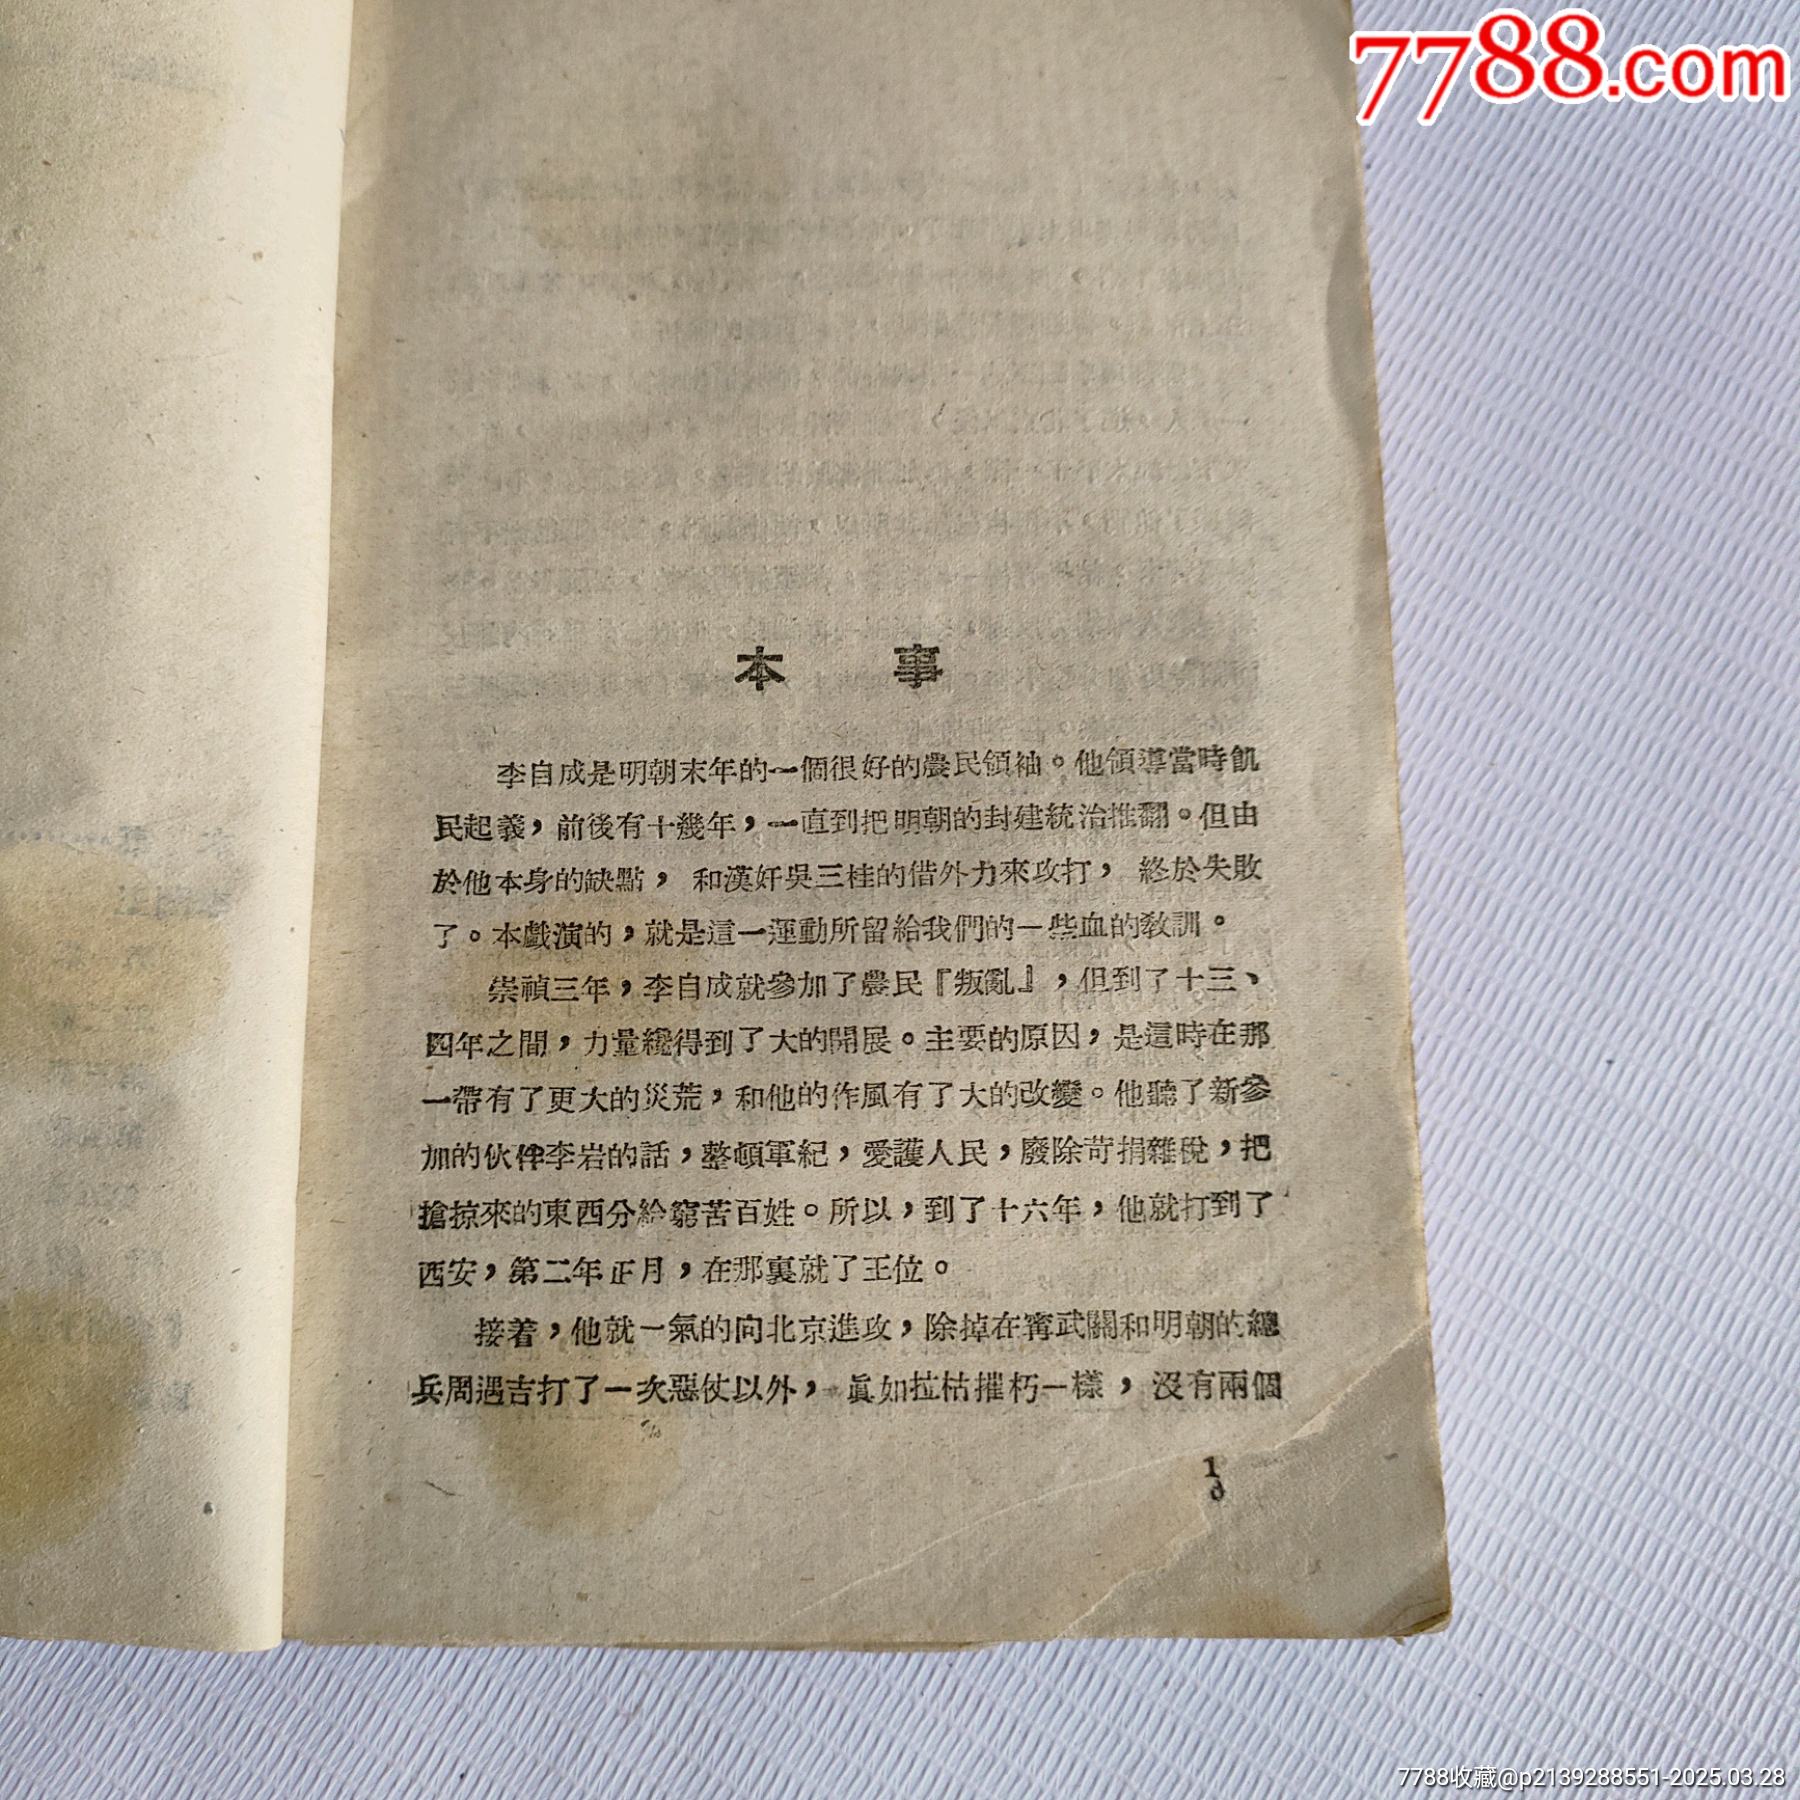 7788.com
本事
李自成是明朝末年的一個很好的農民領袖。他領導當時飢
民起義，前後有十幾年，一直到把明朝的封建統治推翻。但由
於他本身的缺點，和漢奸吳三桂的借外力來攻打，終於失敗
了。本戲演的，就是這一運動所留給我們的一些血的敎訓。
崇禎三年，李自成就參加了農民『叛亂』，但到了十三、
四年之間，力量纔得到了大的開展。主要的原因，是這時在那
一帶有了更大的災荒，和他的作風有了大的改變。他聽了新參
加的伙伴李岩的話，整頓軍紀，愛護人民，廢除苛捐雜稅，把
搶掠來的東西分給窮苦百姓。所以，到了十六年，他就打到了
西安，第二年正月，在那裏就了王位。
接着，他就一氣的向北京進攻，除掉在甯武關和明朝的總
兵周遇吉打了一次惡仗以外，眞如拉枯摧朽一樣，沒有兩個
1
7788收藏@p2139288551-2025.03.28